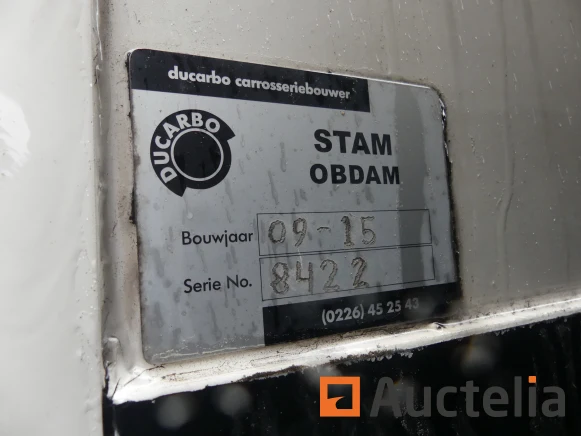 ducarbo carrosseriebouwer
DUCARBO
STAM
OBDAM
Bouwjaar 09-15
Serie No. 8422
(0226) 45 25 43
Auctelia